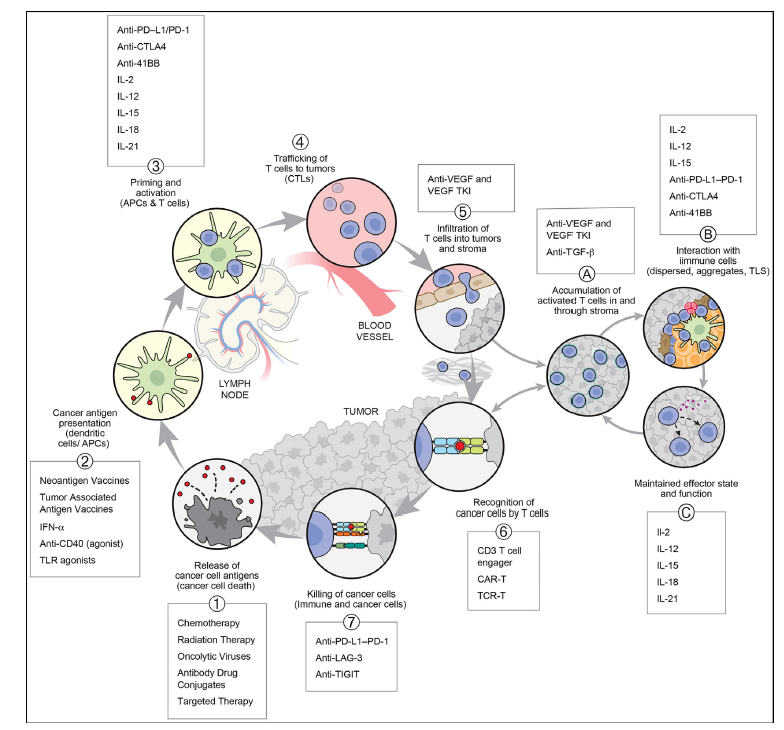 Anti-PD–L1/PD-1
Anti-CTLA4
Anti-41BB
IL-2
IL-12
IL-15
IL-18
IL-21
3
Priming and
activation
(APCs & T cells)
4
Trafficking of
T cells to tumors
(CTLs)
Anti-VEGF and
VEGF TKI
5
Infiltration of
T cells into tumors
and stroma
Anti-VEGF and
VEGF TKI
Anti-TGF-β
A
Accumulation of
activated T cells in and
through stroma
IL-2
IL-12
IL-15
Anti-PD-L1–PD-1
Anti-CTLA4
Anti-41BB
B
Interaction with
iimmune cells
(dispersed, aggregates, TLS)
BLOOD
VESSEL
LYMPH
NODE
TUMOR
Cancer antigen
presentation
(dendritic
cells/ APCs)
2
Neoantigen Vaccines
Tumor Associated
Antigen Vaccines
IFN-α
Anti-CD40 (agonist)
TLR agonists
Release of
cancer cell antigens
(cancer cell death)
1
Chemotherapy
Radiation Therapy
Oncolytic Viruses
Antibody Drug
Conjugates
Targeted Therapy
Killing of cancer cells
(Immune and cancer cells)
7
Anti-PD-L1–PD-1
Anti-LAG-3
Anti-TIGIT
Recognition of
cancer cells by T cells
6
CD3 T cell
engager
CAR-T
TCR-T
Maintained effector state
and function
C
Il-2
IL-12
IL-15
IL-18
IL-21